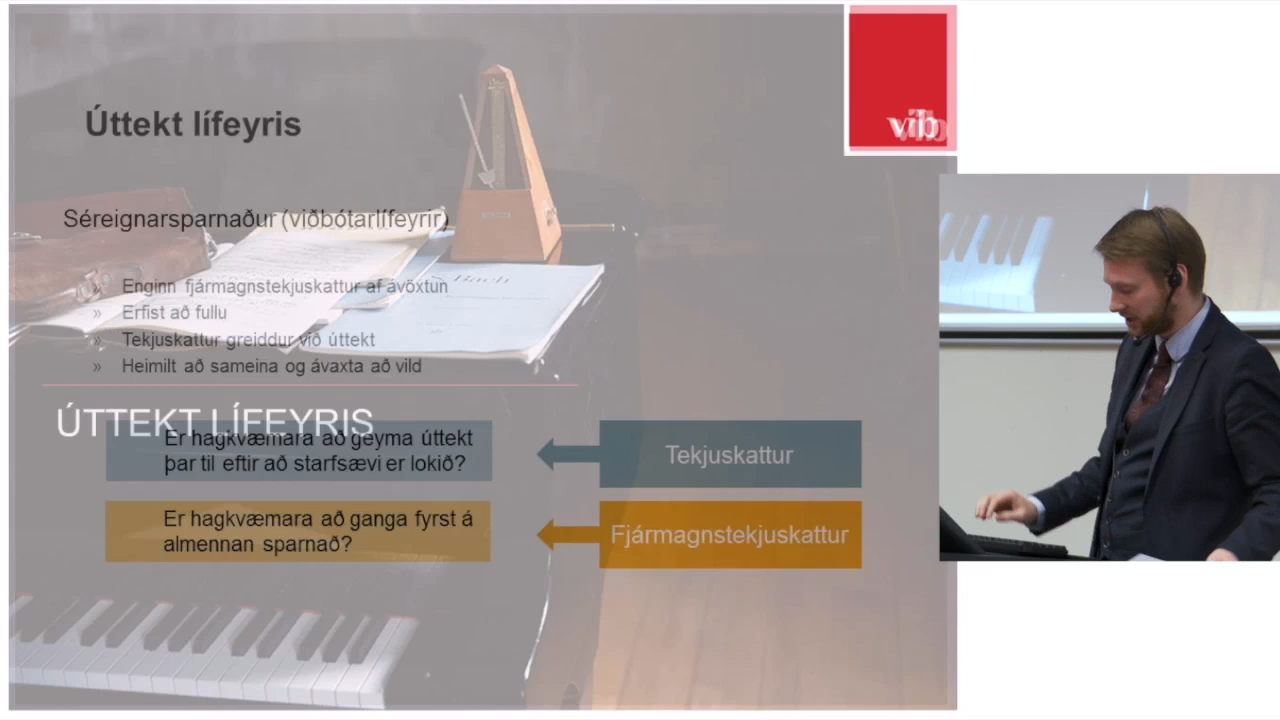 víb
Úttekt lífeyris
Séreignarsparnaður (viðbótarlífeyrir)
» Enginn fjármagnstekjuskattur af ávöxtun
» Erfist að fullu
» Tekjuskattur greiddur við úttekt
» Heimilt að sameina og ávaxta að vild
ÚTTEKT LÍFEYRIS
Er hagkvæmara að geyma úttekt
þar til eftir að starfsævi er lokið?
Tekjuskattur
Er hagkvæmara að ganga fyrst á
almennan sparnað?
Fjármagnstekjuskattur
Bach